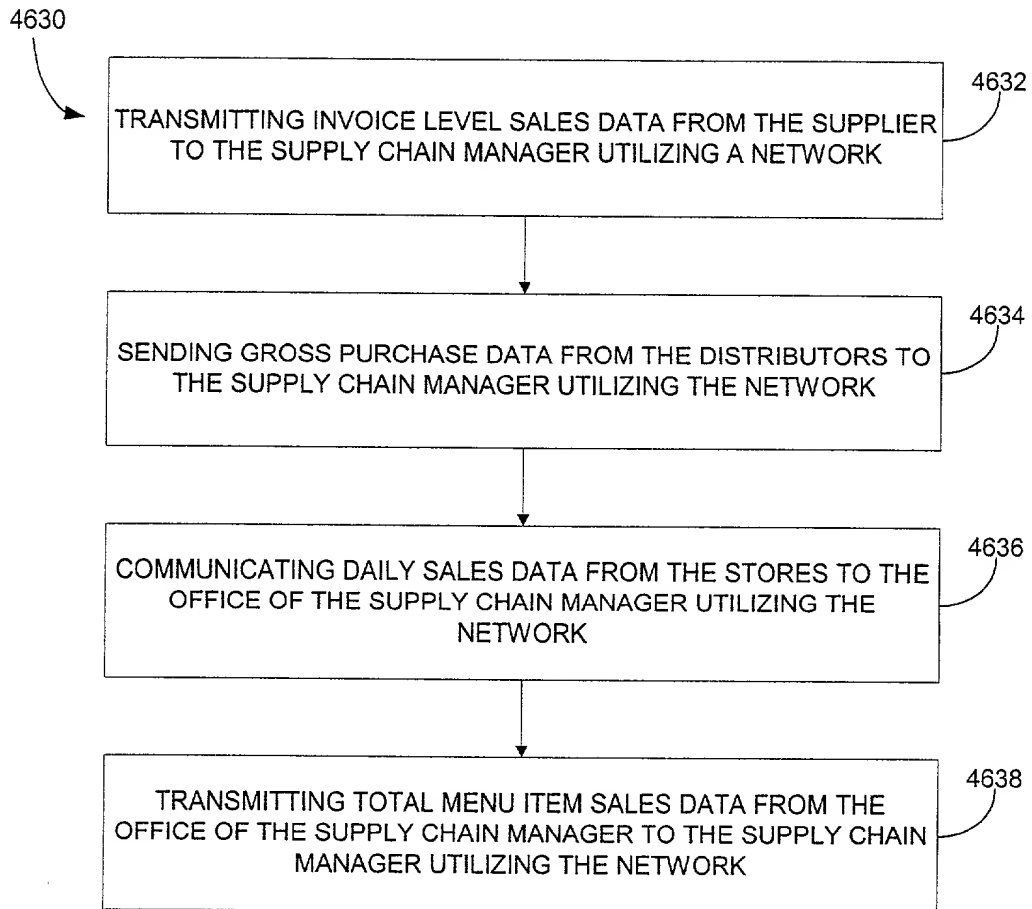 4630
4632
TRANSMITTING INVOICE LEVEL SALES DATA FROM THE SUPPLIER
TO THE SUPPLY CHAIN MANAGER UTILIZING A NETWORK
4634
SENDING GROSS PURCHASE DATA FROM THE DISTRIBUTORS TO
THE SUPPLY CHAIN MANAGER UTILIZING THE NETWORK
4636
COMMUNICATING DAILY SALES DATA FROM THE STORES TO THE
OFFICE OF THE SUPPLY CHAIN MANAGER UTILIZING THE
NETWORK
4638
TRANSMITTING TOTAL MENU ITEM SALES DATA FROM THE
OFFICE OF THE SUPPLY CHAIN MANAGER TO THE SUPPLY CHAIN
MANAGER UTILIZING THE NETWORK